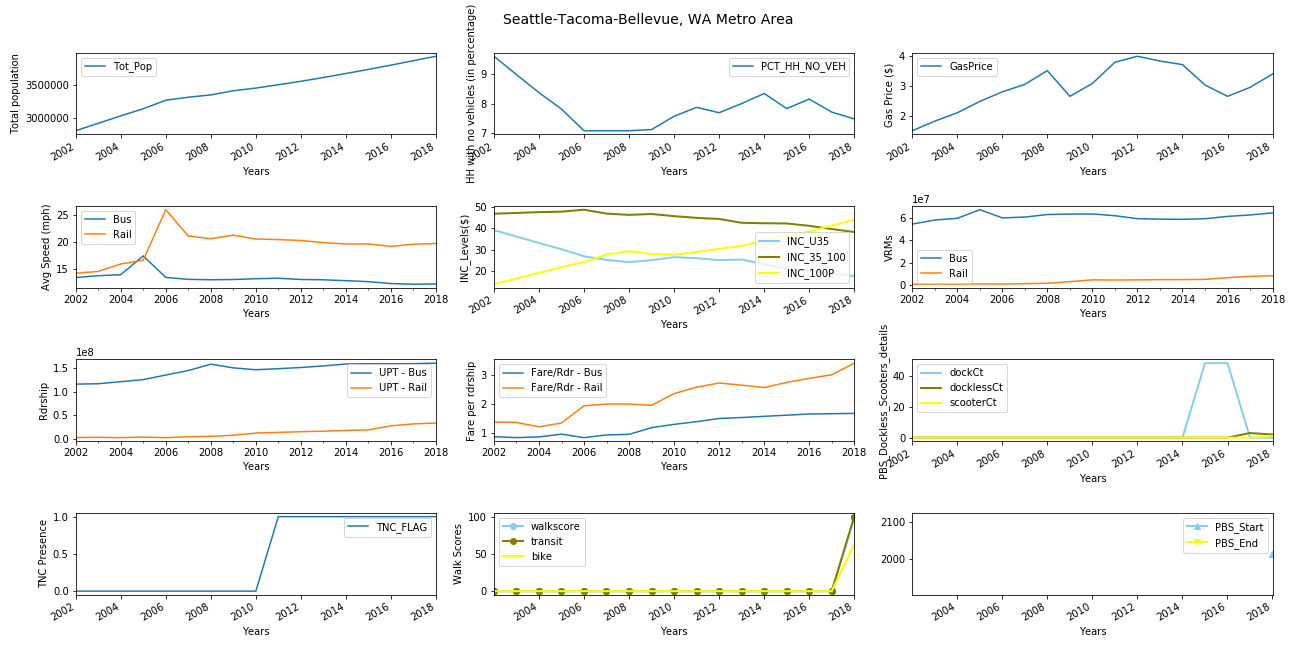 Seattle-Tacoma-Bellevue, WA Metro Area
Total population
3500000
3000000
Tot_Pop
2002 2004 2006 2008 2010 2012 2014 2016 2018
Years
HH with no vehicles (in percentage)
9
8
7
PCT_HH_NO_VEH
2002 2004 2006 2008 2010 2012 2014 2016 2018
Years
Gas Price ($)
4
3
2
GasPrice
2002 2004 2006 2008 2010 2012 2014 2016 2018
Years
Avg Speed (mph)
25
20
15
Bus
Rail
2002 2004 2006 2008 2010 2012 2014 2016 2018
Years
INC_Levels($)
50
40
30
20
INC_U35
INC_35_100
INC_100P
2002 2004 2006 2008 2010 2012 2014 2016 2018
Years
1e7
VRMs
6
4
2
0
Bus
Rail
2002 2004 2006 2008 2010 2012 2014 2016 2018
Years
1e8
Rdrship
1.5
1.0
0.5
0.0
UPT - Bus
UPT - Rail
2002 2004 2006 2008 2010 2012 2014 2016 2018
Years
Fare per rdrship
3
2
1
Fare/Rdr - Bus
Fare/Rdr - Rail
2002 2004 2006 2008 2010 2012 2014 2016 2018
Years
PBS_Dockless_Scooters_details
40
20
0
dockCt
docklessCt
scooterCt
2002 2004 2006 2008 2010 2012 2014 2016 2018
Years
TNC Presence
1.0
0.5
0.0
TNC_FLAG
2002 2004 2006 2008 2010 2012 2014 2016 2018
Years
Walk Scores
100
50
0
walkscore
transit
bike
2004 2006 2008 2010 2012 2014 2016 2018
Years
2100
2000
PBS_Start
PBS_End
2004 2006 2008 2010 2012 2014 2016 2018
Years